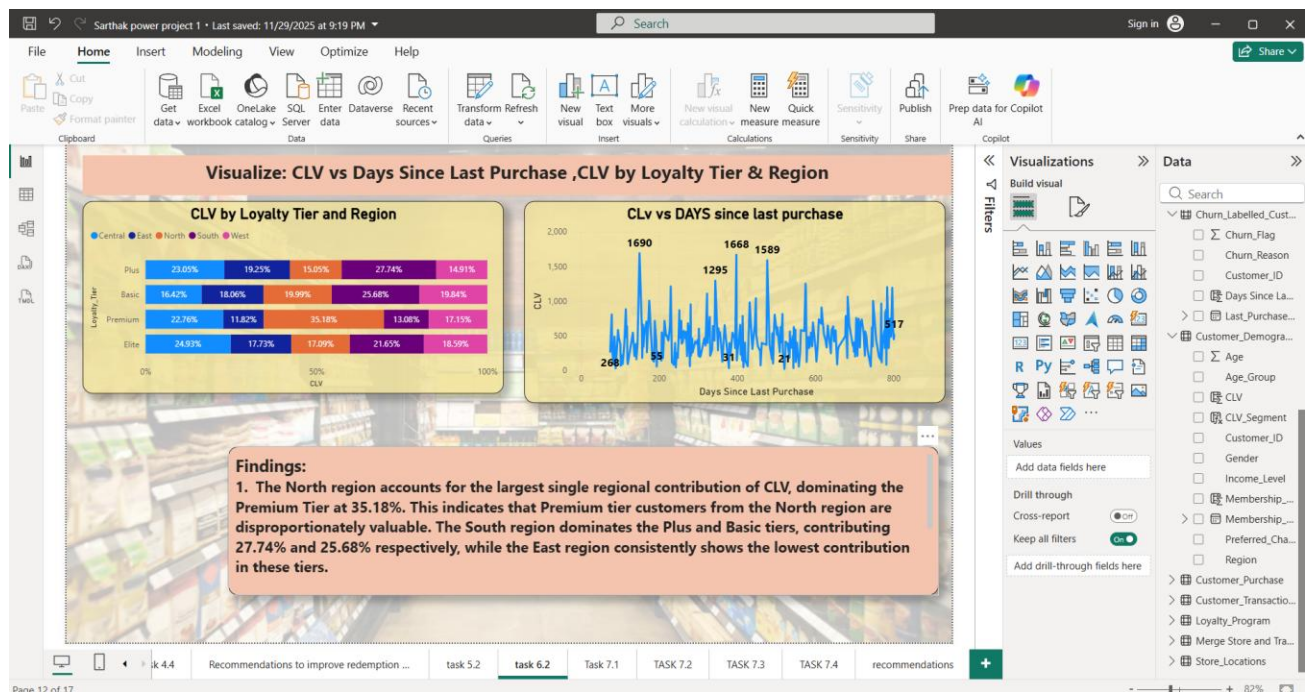 Sarthak power project 1 • Last saved: 11/29/2025 at 9:19 PM
Search
Sign in
File Home Insert Modeling View Optimize Help
Share
Paste
Cut
Copy
Format painter
Clipboard
Get data
Excel workbook
OneLake catalog
SQL Server
Enter data
Dataverse
Recent sources
Data
Transform data
Refresh
Queries
New visual
Text box
More visuals
Insert
New visual calculation
New measure
Quick measure
Calculations
Sensitivity
Sensitivity
Publish
Share
Prep data for AI
Copilot
Copilot
Visualize: CLV vs Days Since Last Purchase ,CLV by Loyalty Tier & Region
CLV by Loyalty Tier and Region
Central East North South West
Loyalty_Tier
Plus 23.05% 19.25% 15.05% 27.74% 14.91%
Basic 16.42% 18.06% 19.99% 25.68% 19.84%
Premium 22.76% 11.82% 35.18% 13.08% 17.15%
Elite 24.93% 17.73% 17.09% 21.65% 18.59%
0% 50% 100%
CLV
CLv vs DAYS since last purchase
2,000
1,500
1,000
500
0
CLV
1690
1295
1668
1589
268
55
31
21
517
0 200 400 600 800
Days Since Last Purchase
Findings:
1. The North region accounts for the largest single regional contribution of CLV, dominating the
Premium Tier at 35.18%. This indicates that Premium tier customers from the North region are
disproportionately valuable. The South region dominates the Plus and Basic tiers, contributing
27.74% and 25.68% respectively, while the East region consistently shows the lowest contribution
in these tiers.
Filters
Visualizations
Build visual
R Py
Values
Add data fields here
Drill through
Cross-report Off
Keep all filters On
Add drill-through fields here
Data
Search
Churn_Labelled_Cust...
Churn_Flag
Churn_Reason
Customer_ID
Days Since La...
Last_Purchase...
Customer_Demogra...
Age
Age_Group
CLV
CLV_Segment
Customer_ID
Gender
Income_Level
Membership_...
Membership_...
Preferred_Cha...
Region
Customer_Purchase
Customer_Transactio...
Loyalty_Program
Merge Store and Tra...
Store_Locations
sk 4.4
Recommendations to improve redemption ...
task 5.2
task 6.2
Task 7.1
TASK 7.2
TASK 7.3
TASK 7.4
recommendations
Page 12 of 17
82%